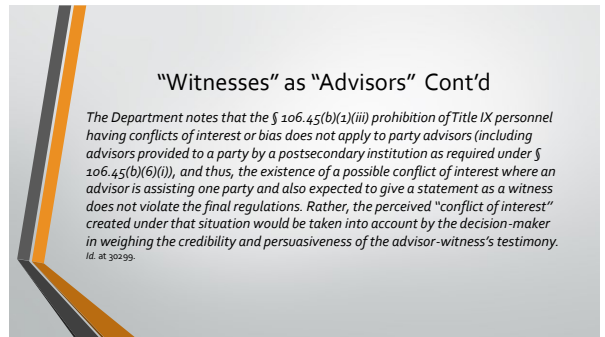 “Witnesses” as “Advisors” Cont’d
The Department notes that the § 106.45(b)(1)(iii) prohibition of Title IX personnel
having conflicts of interest or bias does not apply to party advisors (including
advisors provided to a party by a postsecondary institution as required under §
106.45(b)(6)(i)), and thus, the existence of a possible conflict of interest where an
advisor is assisting one party and also expected to give a statement as a witness
does not violate the final regulations. Rather, the perceived “conflict of interest”
created under that situation would be taken into account by the decision-maker
in weighing the credibility and persuasiveness of the advisor-witness’s testimony.
Id. at 30299.